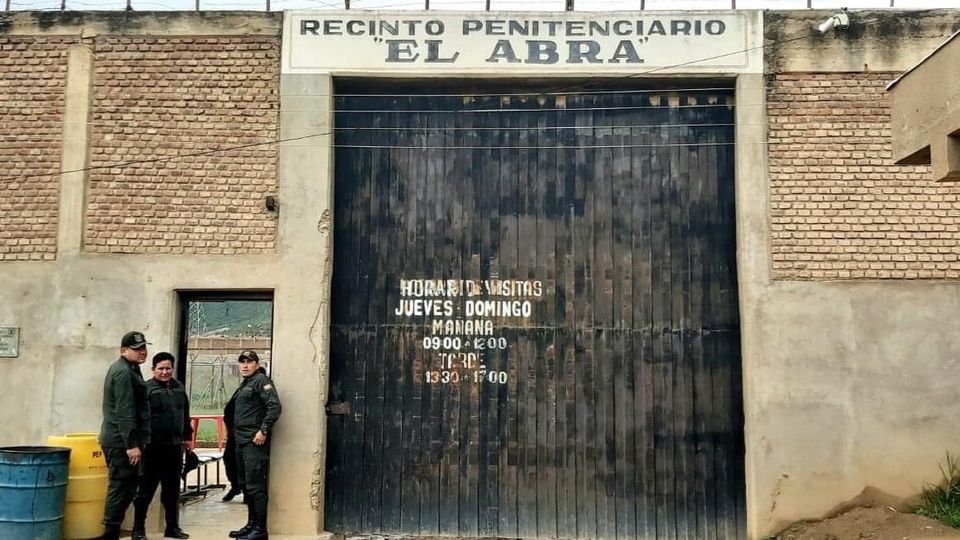 RECINTO PENITENCIARIO
"EL ABRA"
HORARIO DE VISITAS
JUEVES - DOMINGO
MAÑANA
09:00 - 12:00
TARDE
13:30 - 17:00